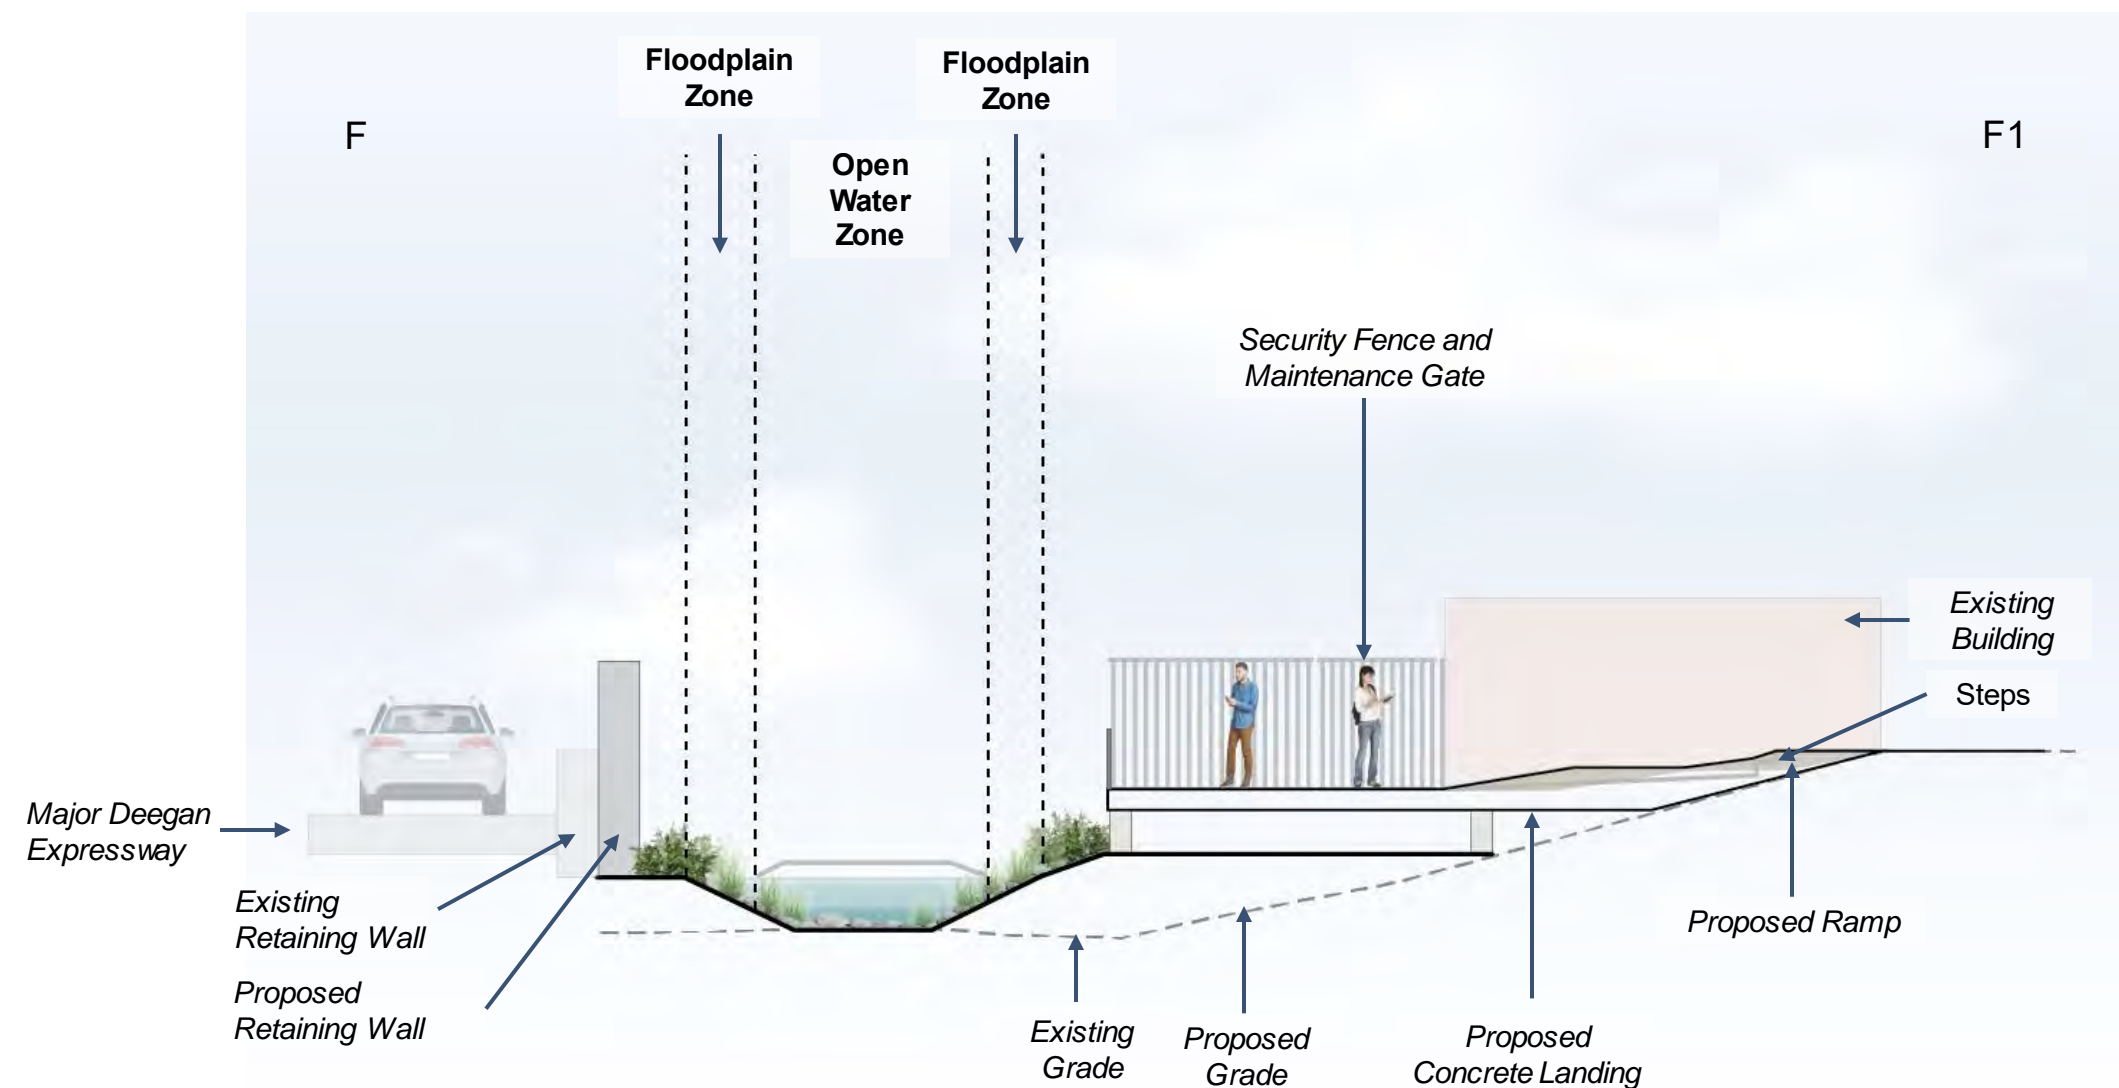 Floodplain
Zone
Floodplain
Zone
F
F1
Open
Water
Zone
Security Fence and
Maintenance Gate
Existing
Building
Steps
Major Deegan
Expressway
Existing
Retaining Wall
Proposed Ramp
Proposed
Retaining Wall
Existing
Grade
Proposed
Grade
Proposed
Concrete Landing